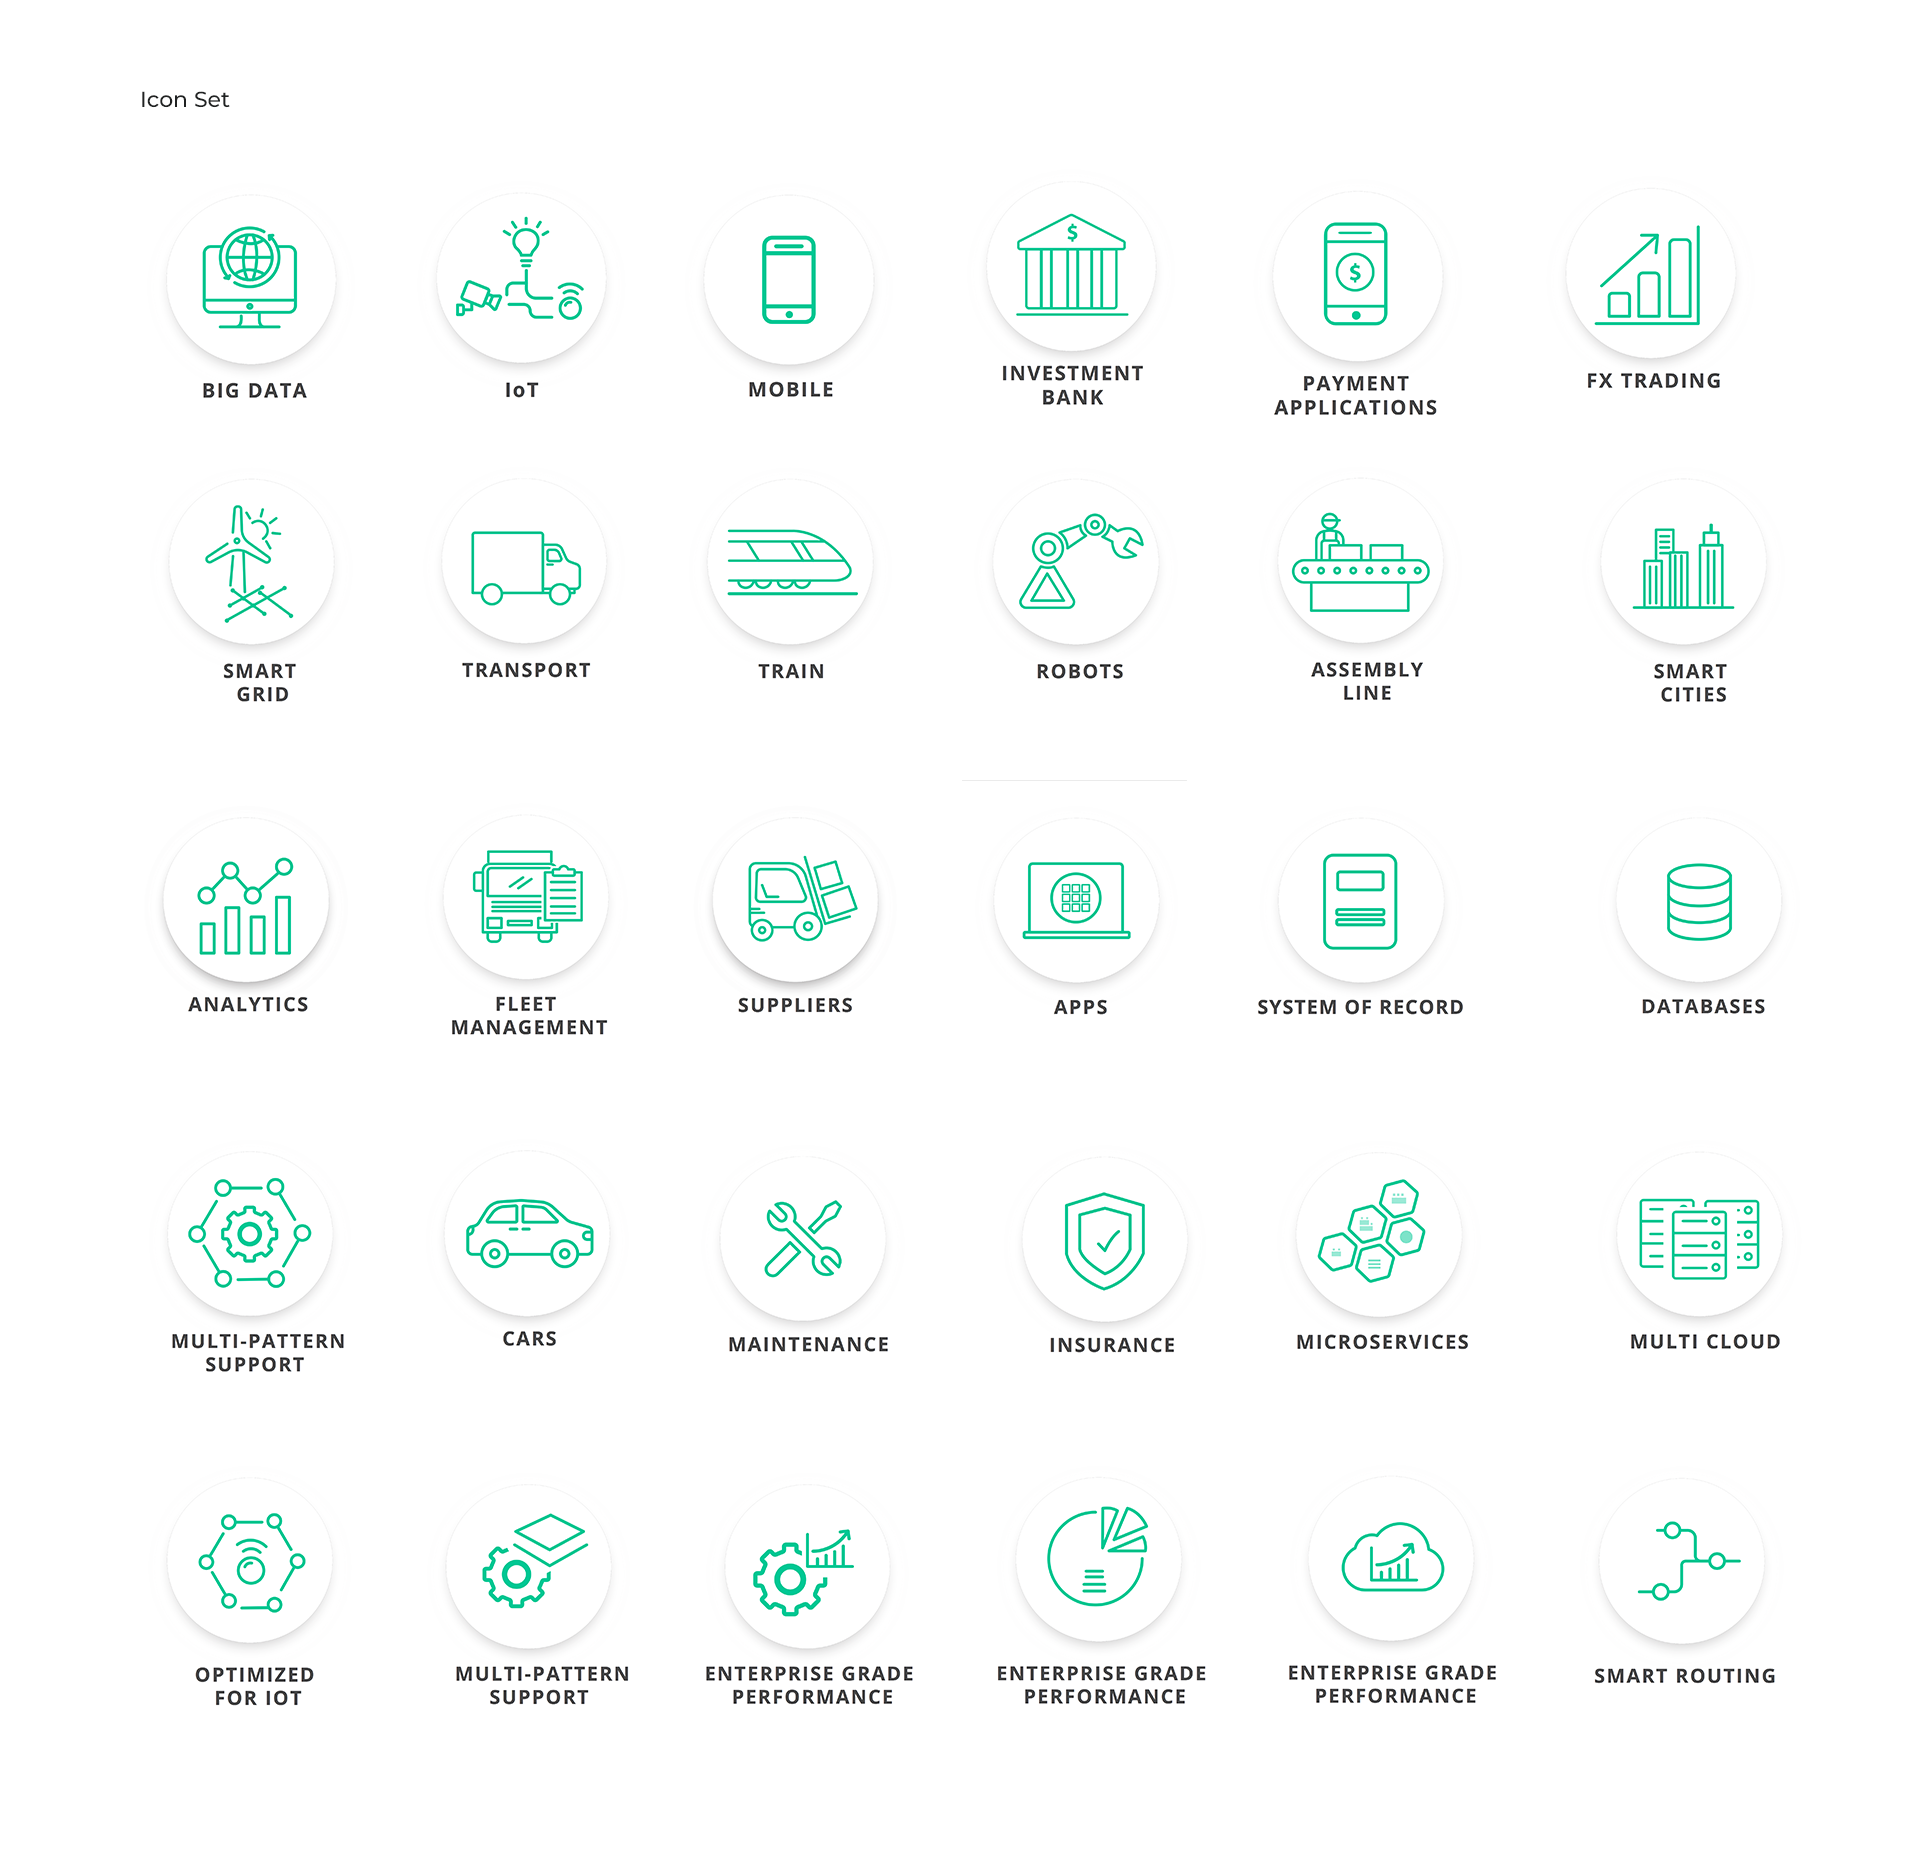 Icon Set
$
$
BIG DATA
IoT
MOBILE
INVESTMENT
BANK
PAYMENT
APPLICATIONS
FX TRADING
SMART
GRID
TRANSPORT
TRAIN
ROBOTS
ASSEMBLY
LINE
SMART
CITIES
ANALYTICS
FLEET
MANAGEMENT
SUPPLIERS
APPS
SYSTEM OF RECORD
DATABASES
MULTI-PATTERN
SUPPORT
CARS
MAINTENANCE
INSURANCE
MICROSERVICES
MULTI CLOUD
OPTIMIZED
FOR IOT
MULTI-PATTERN
SUPPORT
ENTERPRISE GRADE
PERFORMANCE
ENTERPRISE GRADE
PERFORMANCE
ENTERPRISE GRADE
PERFORMANCE
SMART ROUTING